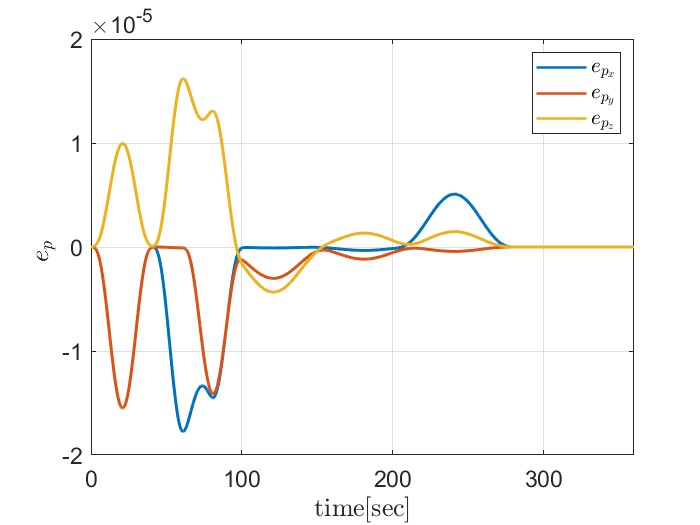 ×10⁻⁵
2
1
0
-1
-2
e_p
e_{p_x}
e_{p_y}
e_{p_z}
0 100 200 300
time[sec]